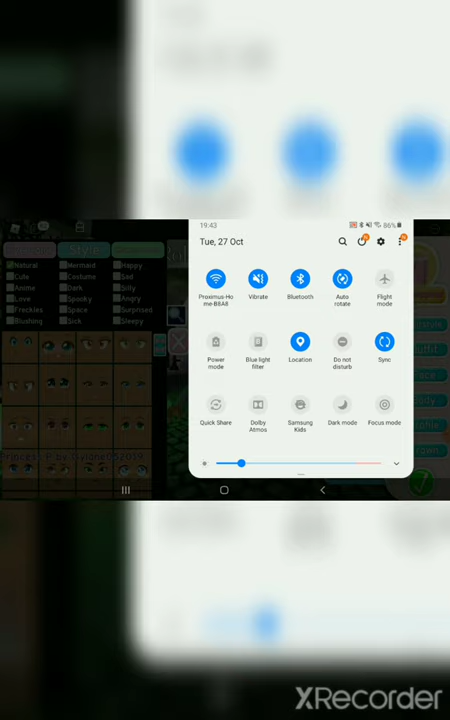 19:43
86%
Tue, 27 Oct
Style
Natural
Mermaid
Happy
Cute
Costume
Sad
Anime
Dark
Silly
Love
Spooky
Angry
Freckles
Space
Surprised
Blushing
Sick
Sleepy
Proximus-Ho
me-B8A8
Vibrate
Bluetooth
Auto
rotate
Flight
mode
Power
mode
Blue light
filter
Location
Do not
disturb
Sync
Quick Share
Dolby
Atmos
Samsung
Kids
Dark mode
Focus mode
XRecorder